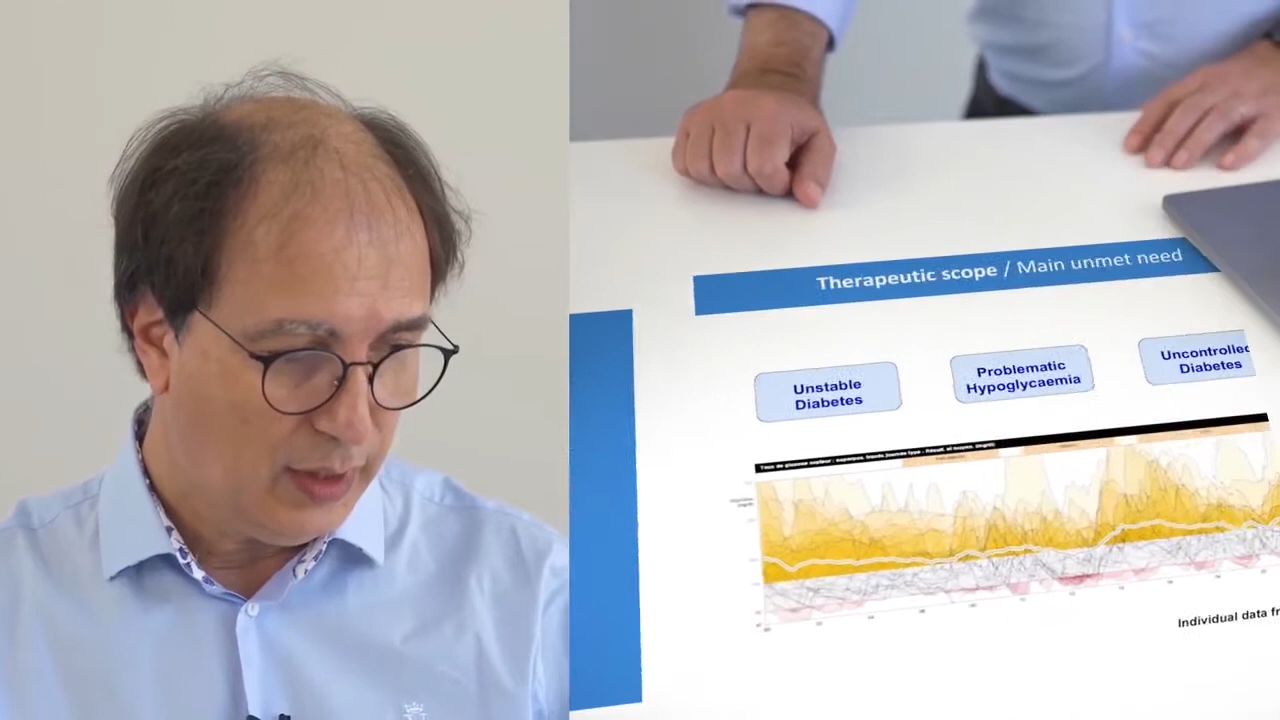 Therapeutic scope / Main unmet need
Unstable
Diabetes
Problematic
Hypoglycaemia
Uncontrolled
Diabetes
Individual data fr